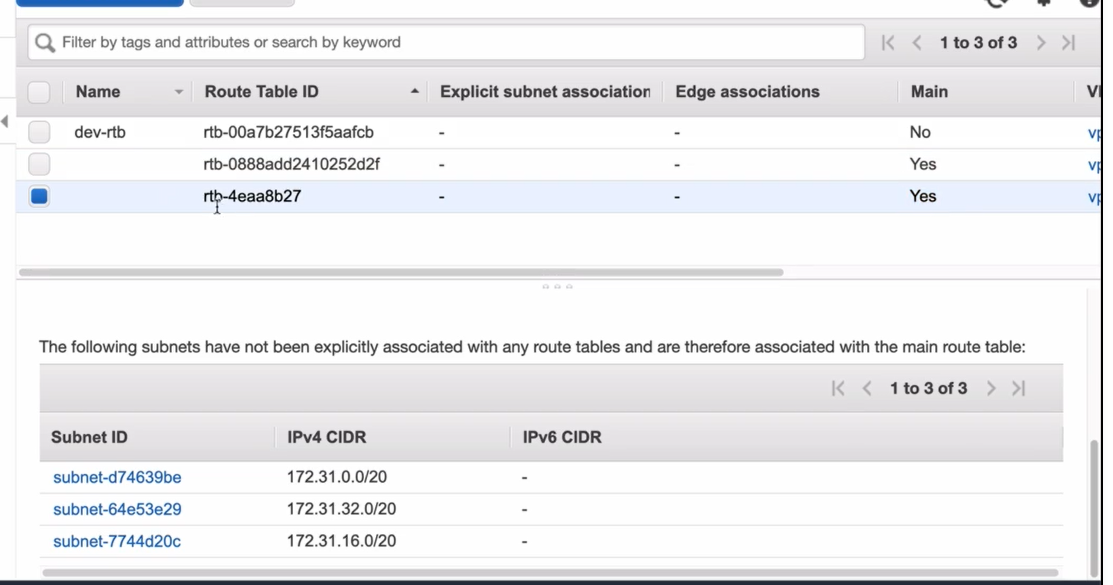 Filter by tags and attributes or search by keyword 1 to 3 of 3
Name Route Table ID Explicit subnet association Edge associations Main
dev-rtb rtb-00a7b27513f5aafcb - - No vp
rtb-0888add2410252d2f - - Yes vp
rtb-4eaa8b27 - - Yes vp
The following subnets have not been explicitly associated with any route tables and are therefore associated with the main route table:
1 to 3 of 3
Subnet ID IPv4 CIDR IPv6 CIDR
subnet-d74639be 172.31.0.0/20 -
subnet-64e53e29 172.31.32.0/20 -
subnet-7744d20c 172.31.16.0/20 -